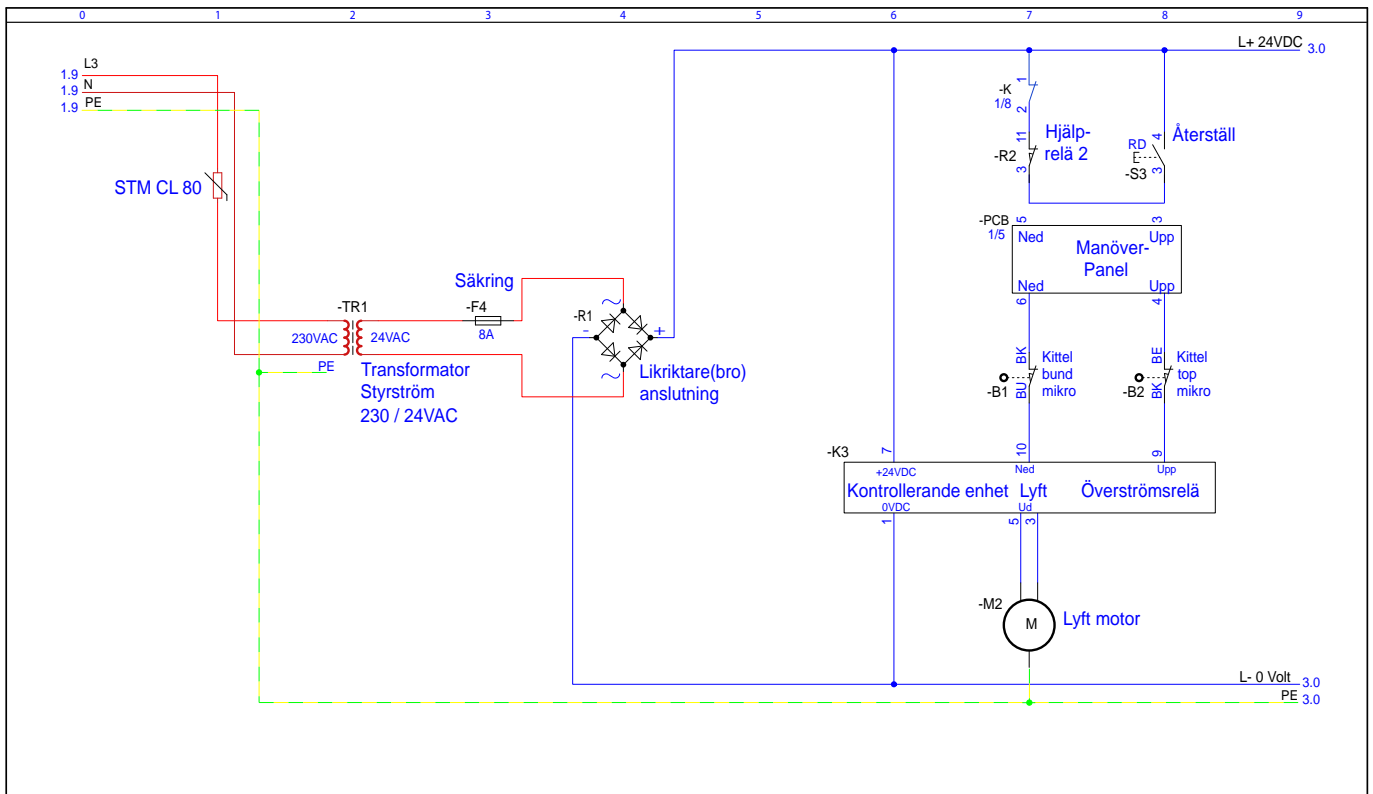 0 1 2 3 4 5 6 7 8 9
L+ 24VDC 3.0
1.9 L3
1.9 N
1.9 PE
STM CL 80
-TR1
230VAC
24VAC
PE
Transformator
Styrström
230 / 24VAC
Säkring
-F4
8A
-R1
-
+
Likriktare(bro)
anslutning
-K
1/8
1
2
11
-R2
3
Hjälp-
relä 2
4
RD
-S3
3
Återställ
-PCB
1/5
5
3
Ned
Upp
Manöver-
Panel
Ned
Upp
6
4
BK
-B1
BU
Kittel
bund
mikro
BE
-B2
BK
Kittel
top
mikro
-K3
7
10
9
+24VDC
Ned
Upp
Kontrollerande enhet Lyft Överströmsrelä
0VDC
Ud
1
5
3
-M2
M
Lyft motor
L- 0 Volt 3.0
PE 3.0